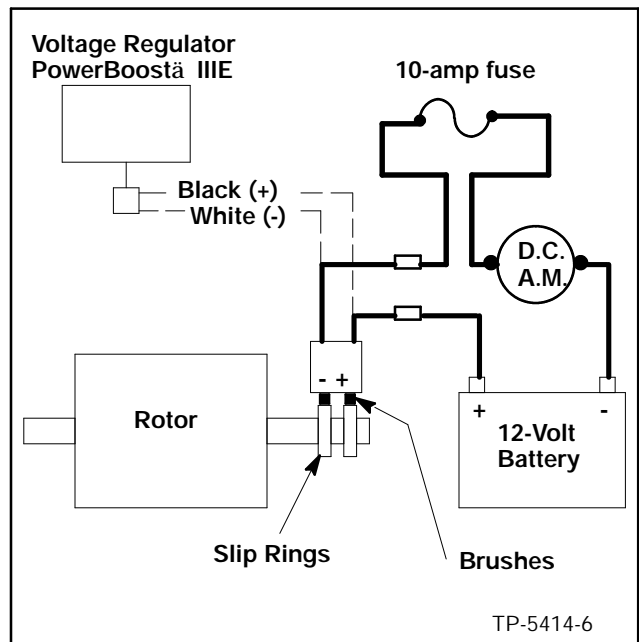 Voltage Regulator
PowerBoostä IIIE
10-amp fuse
Black (+)
White (-)
D.C.
A.M.
- +
+ -
Rotor
12-Volt
Battery
Slip Rings
Brushes
TP-5414-6